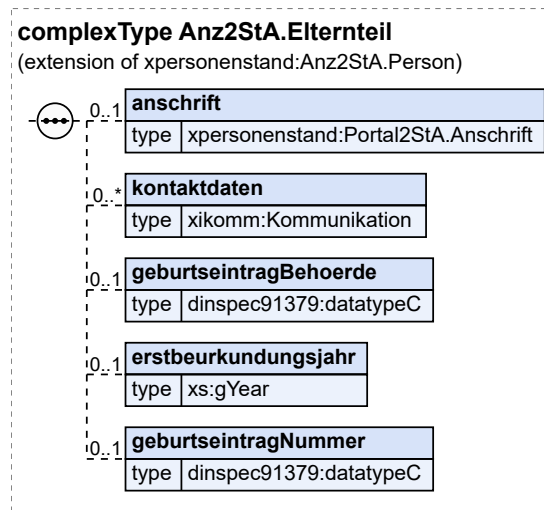 complexType Anz2StA.Elternteil
(extension of xpersonenstand:Anz2StA.Person)
0..1 anschrift
type xpersonenstand:Portal2StA.Anschrift
0..* kontaktdaten
type xikomm:Kommunikation
0..1 geburtseintragBehoerde
type dinspec91379:datatypeC
0..1 erstbeurkundungsjahr
type xs:gYear
0..1 geburtseintragNummer
type dinspec91379:datatypeC